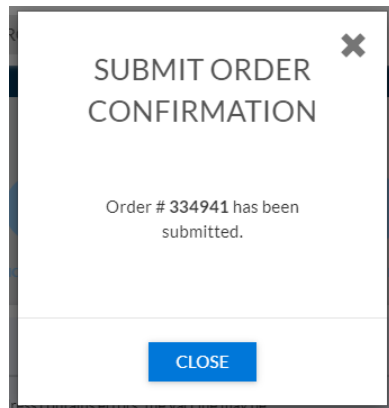 SUBMIT ORDER
CONFIRMATION
Order # 334941 has been
submitted.
CLOSE